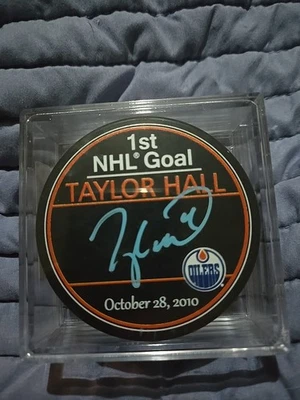 1st
NHL® Goal
TAYLOR HALL
OILERS
October 28, 2010